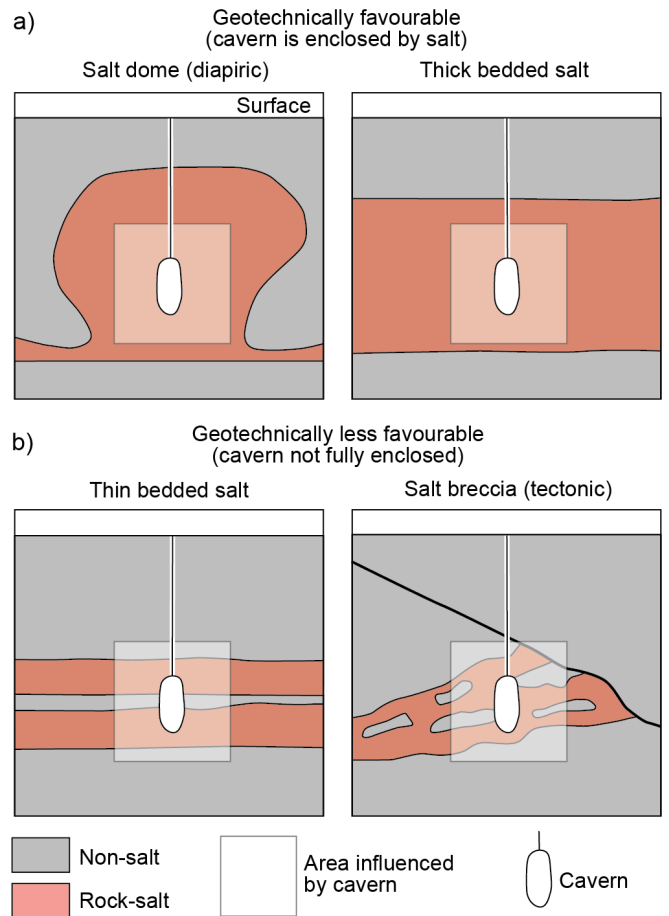 a)
Geotechnically favourable
(cavern is enclosed by salt)
Salt dome (diapiric)
Thick bedded salt
Surface
b)
Geotechnically less favourable
(cavern not fully enclosed)
Thin bedded salt
Salt breccia (tectonic)
Non-salt
Rock-salt
Area influenced
by cavern
Cavern